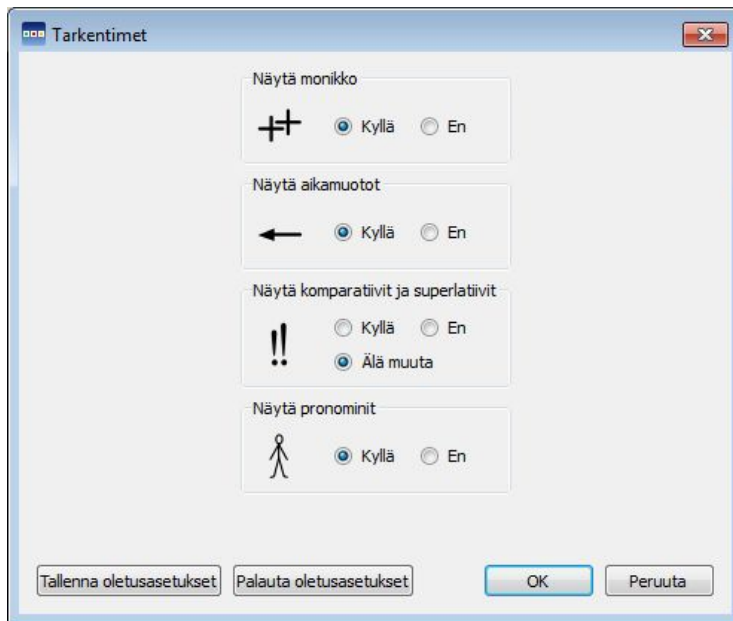 Tarkentimet
Näytä monikko
Kyllä En
Näytä aikamuotot
Kyllä En
Näytä komparatiivit ja superlatiivit
Kyllä En
Älä muuta
Näytä pronominit
Kyllä En
Tallenna oletusasetukset Palauta oletusasetukset OK Peruuta